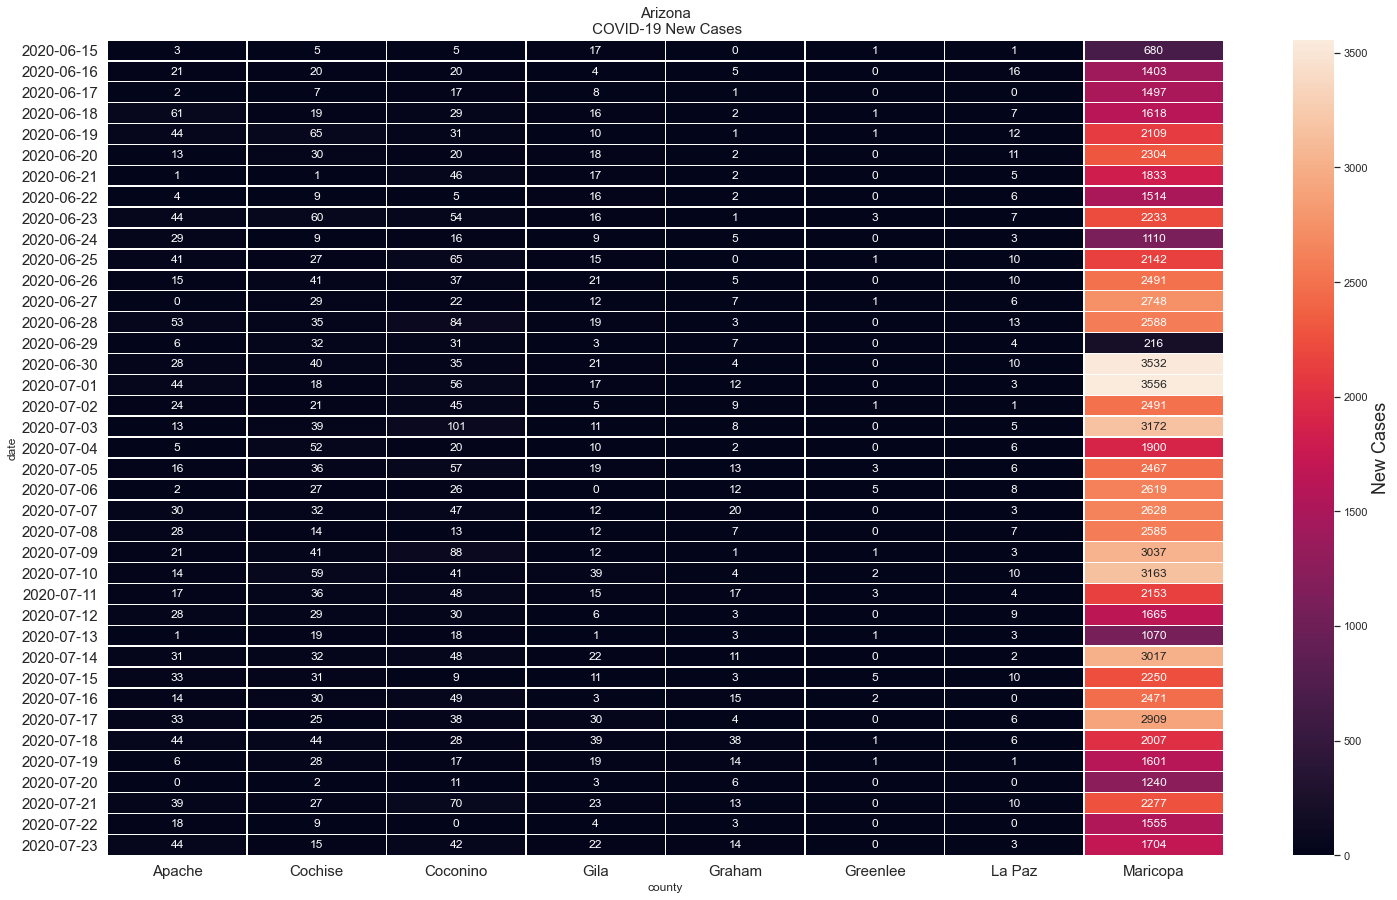 Arizona
COVID-19 New Cases
2020-06-15 3 5 5 17 0 1 1 680
2020-06-16 21 20 20 4 5 0 16 1403
2020-06-17 2 7 17 8 1 0 0 1497
2020-06-18 61 19 29 16 2 1 7 1618
2020-06-19 44 65 31 10 1 1 12 2109
2020-06-20 13 30 20 18 2 0 11 2304
2020-06-21 1 1 46 17 2 0 5 1833
2020-06-22 4 9 5 16 2 0 6 1514
2020-06-23 44 60 54 16 1 3 7 2233
2020-06-24 29 9 16 9 5 0 3 1110
2020-06-25 41 27 65 15 0 1 10 2142
2020-06-26 15 41 37 21 5 0 10 2491
2020-06-27 0 29 22 12 7 1 6 2748
2020-06-28 53 35 84 19 3 0 13 2588
2020-06-29 6 32 31 3 7 0 4 216
2020-06-30 28 40 35 21 4 0 10 3532
2020-07-01 44 18 56 17 12 0 3 3556
2020-07-02 24 21 45 5 9 1 1 2491
2020-07-03 13 39 101 11 8 0 5 3172
2020-07-04 5 52 20 10 2 0 6 1900
2020-07-05 16 36 57 19 13 3 6 2467
2020-07-06 2 27 26 0 12 5 8 2619
2020-07-07 30 32 47 12 20 0 3 2628
2020-07-08 28 14 13 12 7 0 7 2585
2020-07-09 21 41 88 12 1 1 3 3037
2020-07-10 14 59 41 39 4 2 10 3163
2020-07-11 17 36 48 15 17 3 4 2153
2020-07-12 28 29 30 6 3 0 9 1665
2020-07-13 1 19 18 1 3 1 3 1070
2020-07-14 31 32 48 22 11 0 2 3017
2020-07-15 33 31 9 11 3 5 10 2250
2020-07-16 14 30 49 3 15 2 0 2471
2020-07-17 33 25 38 30 4 0 6 2909
2020-07-18 44 44 28 39 38 1 6 2007
2020-07-19 6 28 17 19 14 1 1 1601
2020-07-20 0 2 11 3 6 0 0 1240
2020-07-21 39 27 70 23 13 0 10 2277
2020-07-22 18 9 0 4 3 0 0 1555
2020-07-23 44 15 42 22 14 0 3 1704
Apache Cochise Coconino Gila Graham Greenlee La Paz Maricopa
county
date
3500
3000
2500
2000
1500
1000
500
0
New Cases